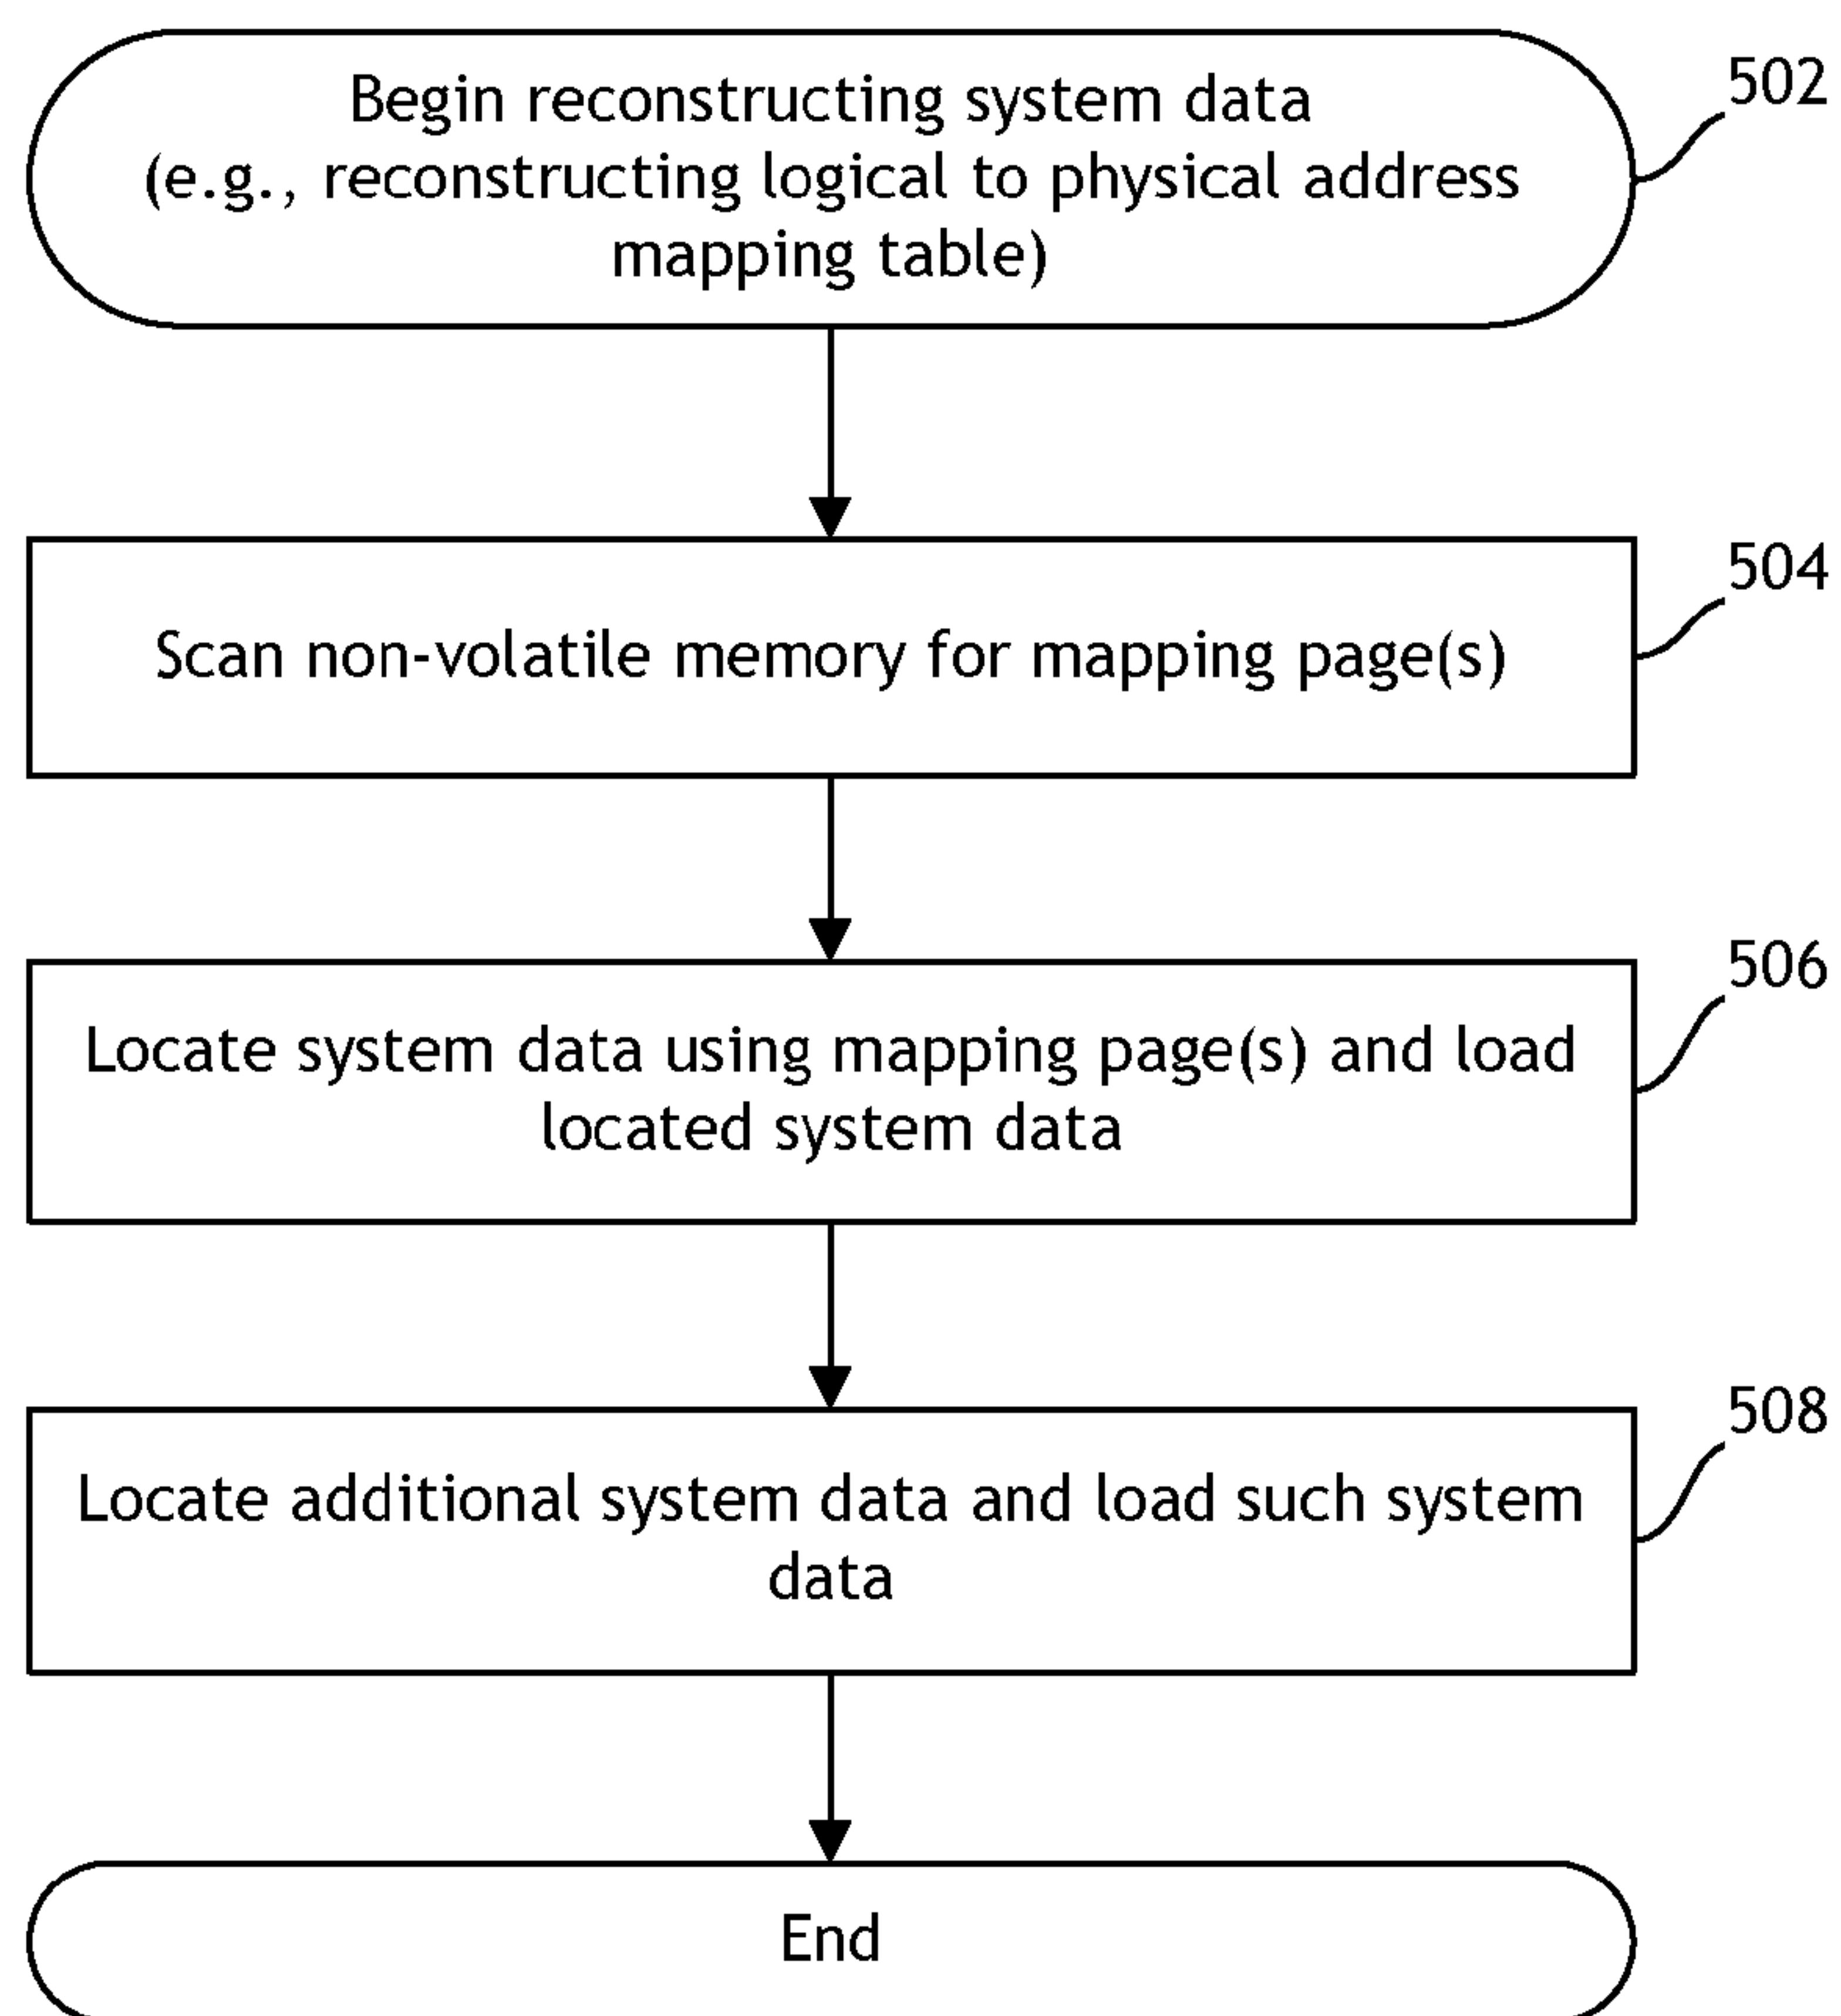 Begin reconstructing system data
(e.g., reconstructing logical to physical address
mapping table)
502
Scan non-volatile memory for mapping page(s)
504
Locate system data using mapping page(s) and load
located system data
506
Locate additional system data and load such system
data
508
End